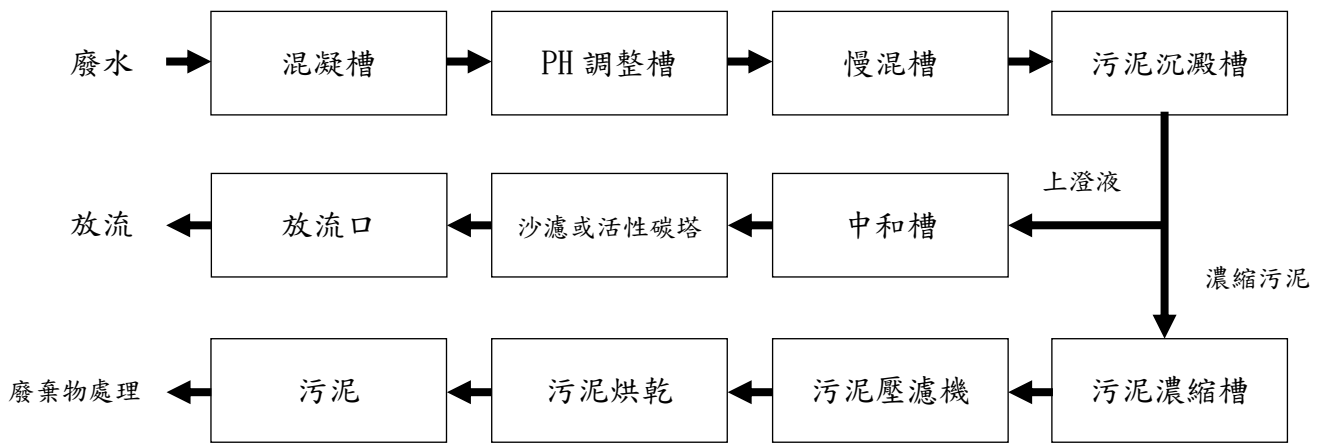 廢水
混凝槽
PH 調整槽
慢混槽
污泥沉澱槽
上澄液
放流
放流口
沙濾或活性碳塔
中和槽
濃縮污泥
廢棄物處理
污泥
污泥烘乾
污泥壓濾機
污泥濃縮槽